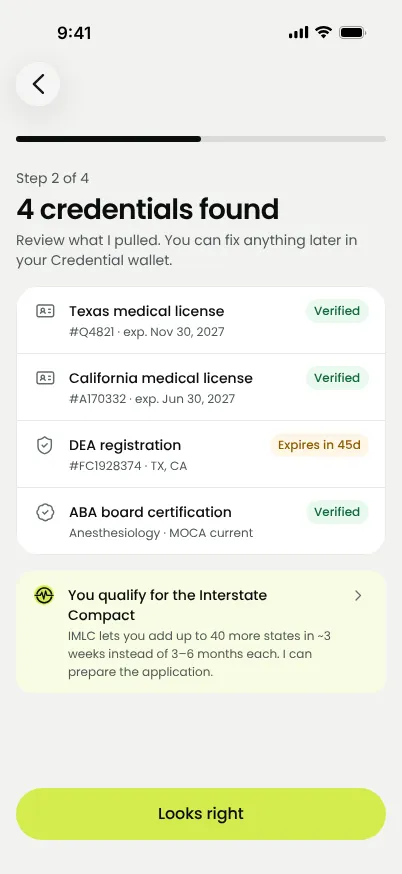 9:41
Step 2 of 4
4 credentials found
Review what I pulled. You can fix anything later in
your Credential wallet.
Texas medical license
Verified
#Q4821 · exp. Nov 30, 2027
California medical license
Verified
#A170332 · exp. Jun 30, 2027
DEA registration
Expires in 45d
#FC1928374 · TX, CA
ABA board certification
Verified
Anesthesiology · MOCA current
You qualify for the Interstate
Compact
IMLC lets you add up to 40 more states in ~3
weeks instead of 3–6 months each. I can
prepare the application.
Looks right